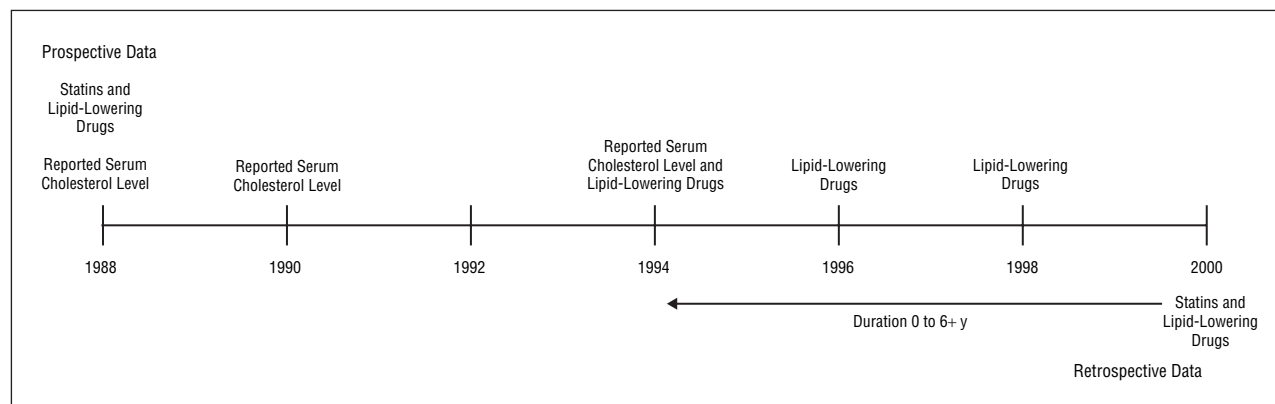 Prospective Data
Statins and
Lipid-Lowering
Drugs
Reported Serum
Cholesterol Level
Reported Serum
Cholesterol Level
Reported Serum
Cholesterol Level and
Lipid-Lowering Drugs
Lipid-Lowering
Drugs
Lipid-Lowering
Drugs
1988
1990
1992
1994
1996
1998
2000
Duration 0 to 6+ y
Statins and
Lipid-Lowering
Drugs
Retrospective Data